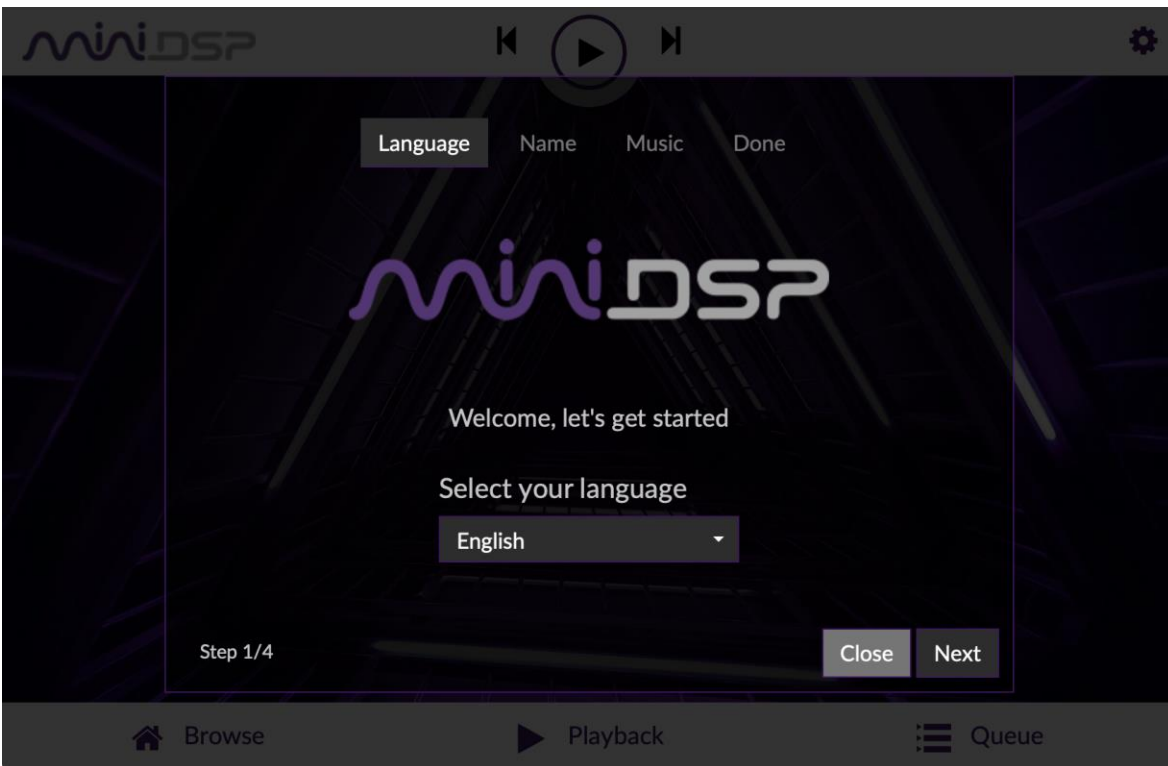 miniDSP
Language Name Music Done
miniDSP
Welcome, let's get started
Select your language
English
Step 1/4
Close Next
Browse Playback Queue